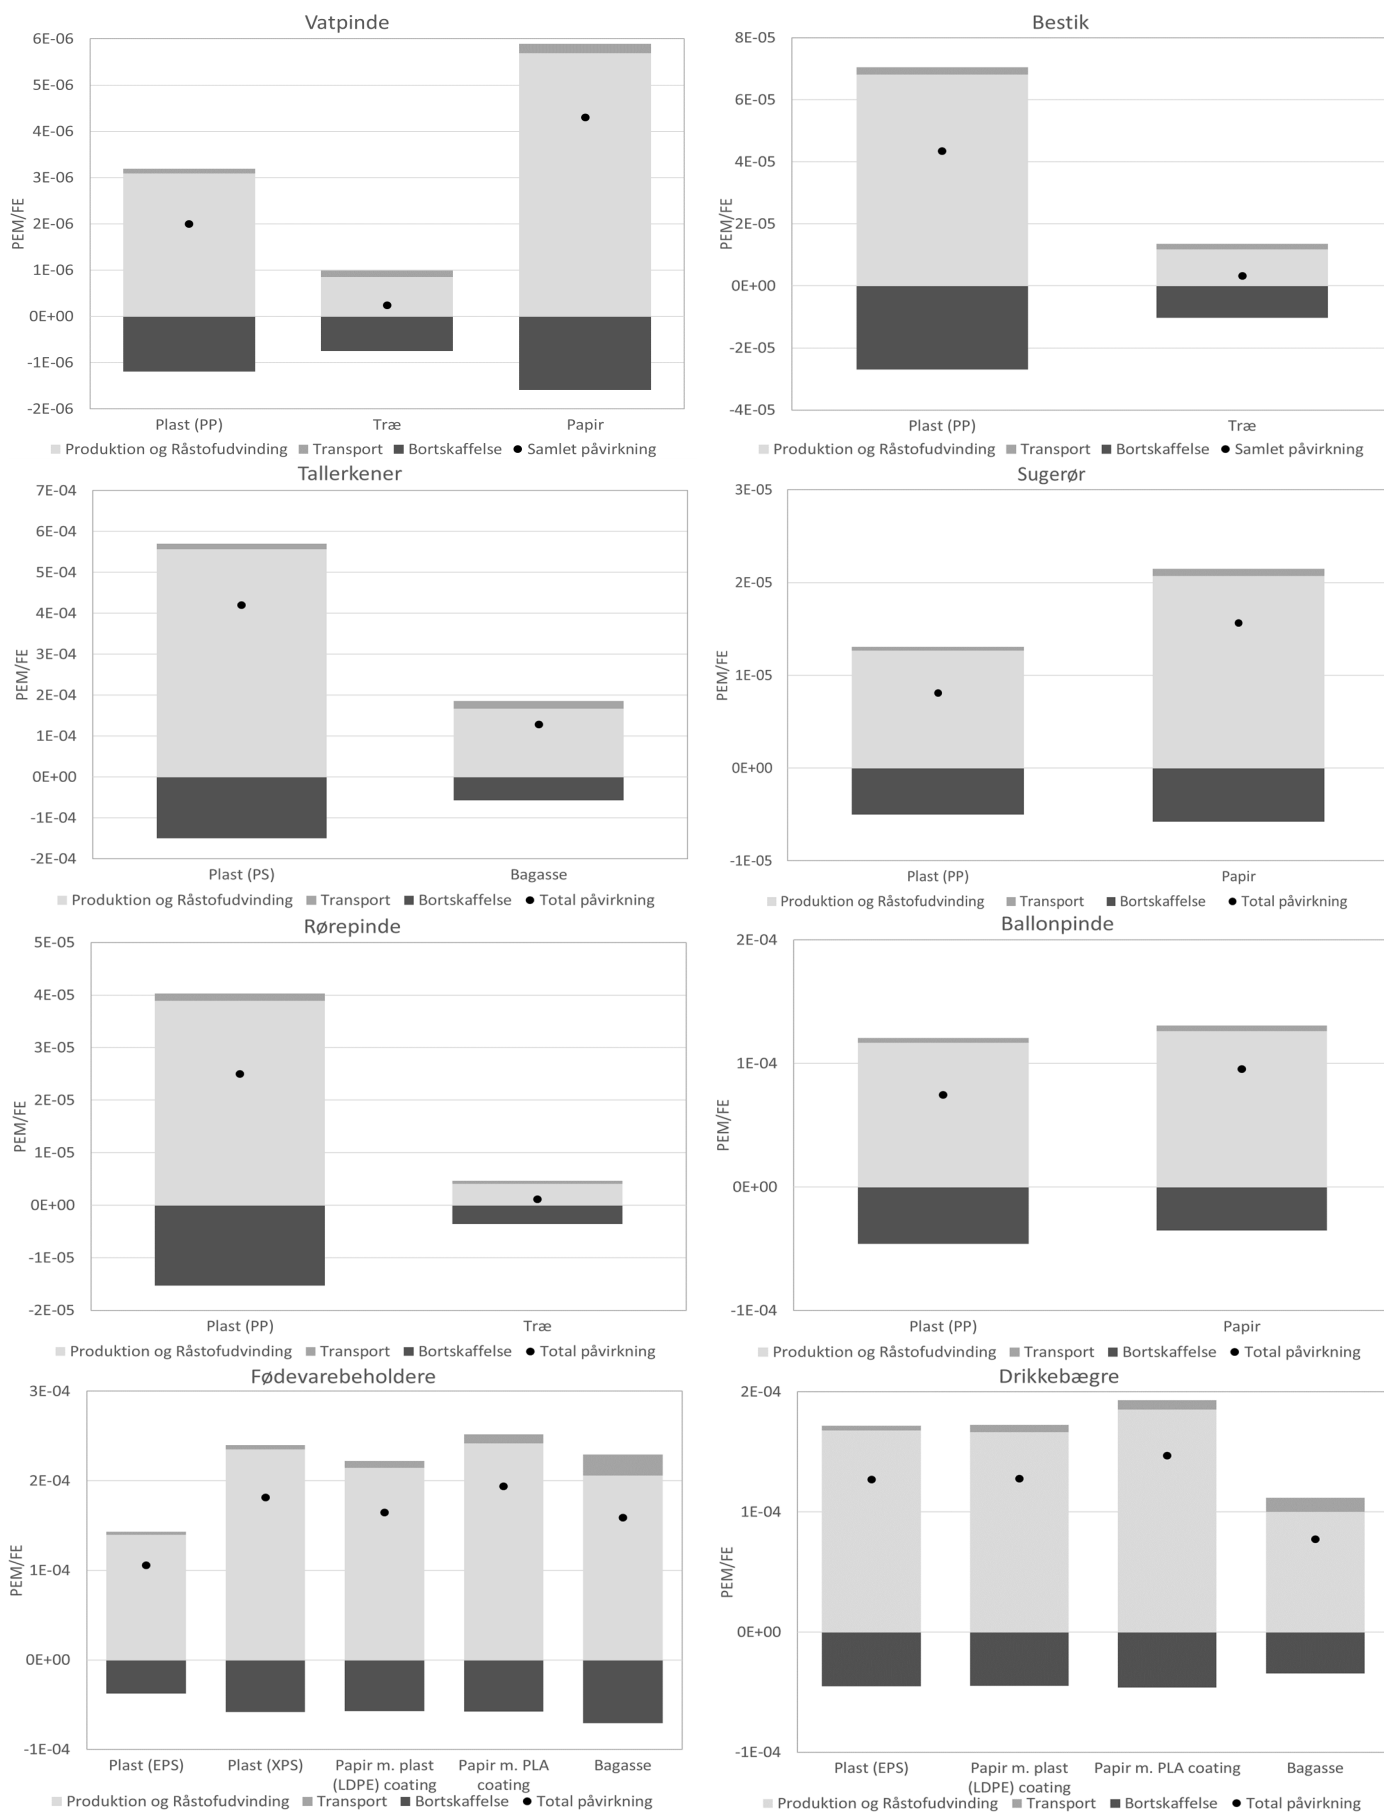 Vatpinde
6E-06
5E-06
4E-06
3E-06
2E-06
1E-06
0E+00
-1E-06
-2E-06
PEM/FE
Plast (PP) Træ Papir
Produktion og Råstofudvinding Transport Bortskaffelse Samlet påvirkning
Bestik
8E-05
6E-05
4E-05
2E-05
0E+00
-2E-05
-4E-05
PEM/FE
Plast (PP) Træ
Produktion og Råstofudvinding Transport Bortskaffelse Samlet påvirkning
Tallerkener
7E-04
6E-04
5E-04
4E-04
3E-04
2E-04
1E-04
0E+00
-1E-04
-2E-04
PEM/FE
Plast (PS) Bagasse
Produktion og Råstofudvinding Transport Bortskaffelse Total påvirkning
Sugerør
3E-05
2E-05
1E-05
0E+00
-1E-05
PEM/FE
Plast (PP) Papir
Produktion og Råstofudvinding Transport Bortskaffelse Total påvirkning
Rørepinde
5E-05
4E-05
3E-05
2E-05
1E-05
0E+00
-1E-05
-2E-05
PEM/FE
Plast (PP) Træ
Produktion og Råstofudvinding Transport Bortskaffelse Total påvirkning
Ballonpinde
2E-04
1E-04
0E+00
-1E-04
PEM/FE
Plast (PP) Papir
Produktion og Råstofudvinding Transport Bortskaffelse Total påvirkning
Fødevarebeholdere
3E-04
2E-04
1E-04
0E+00
-1E-04
PEM/FE
Plast (EPS) Plast (XPS) Papir m. plast Papir m. PLA Bagasse
(LDPE) coating coating
Produktion og Råstofudvinding Transport Bortskaffelse Total påvirkning
Drikkebægre
2E-04
1E-04
0E+00
-1E-04
PEM/FE
Plast (EPS) Papir m. plast Papir m. PLA coating Bagasse
(LDPE) coating
Produktion og Råstofudvinding Transport Bortskaffelse Total påvirkning